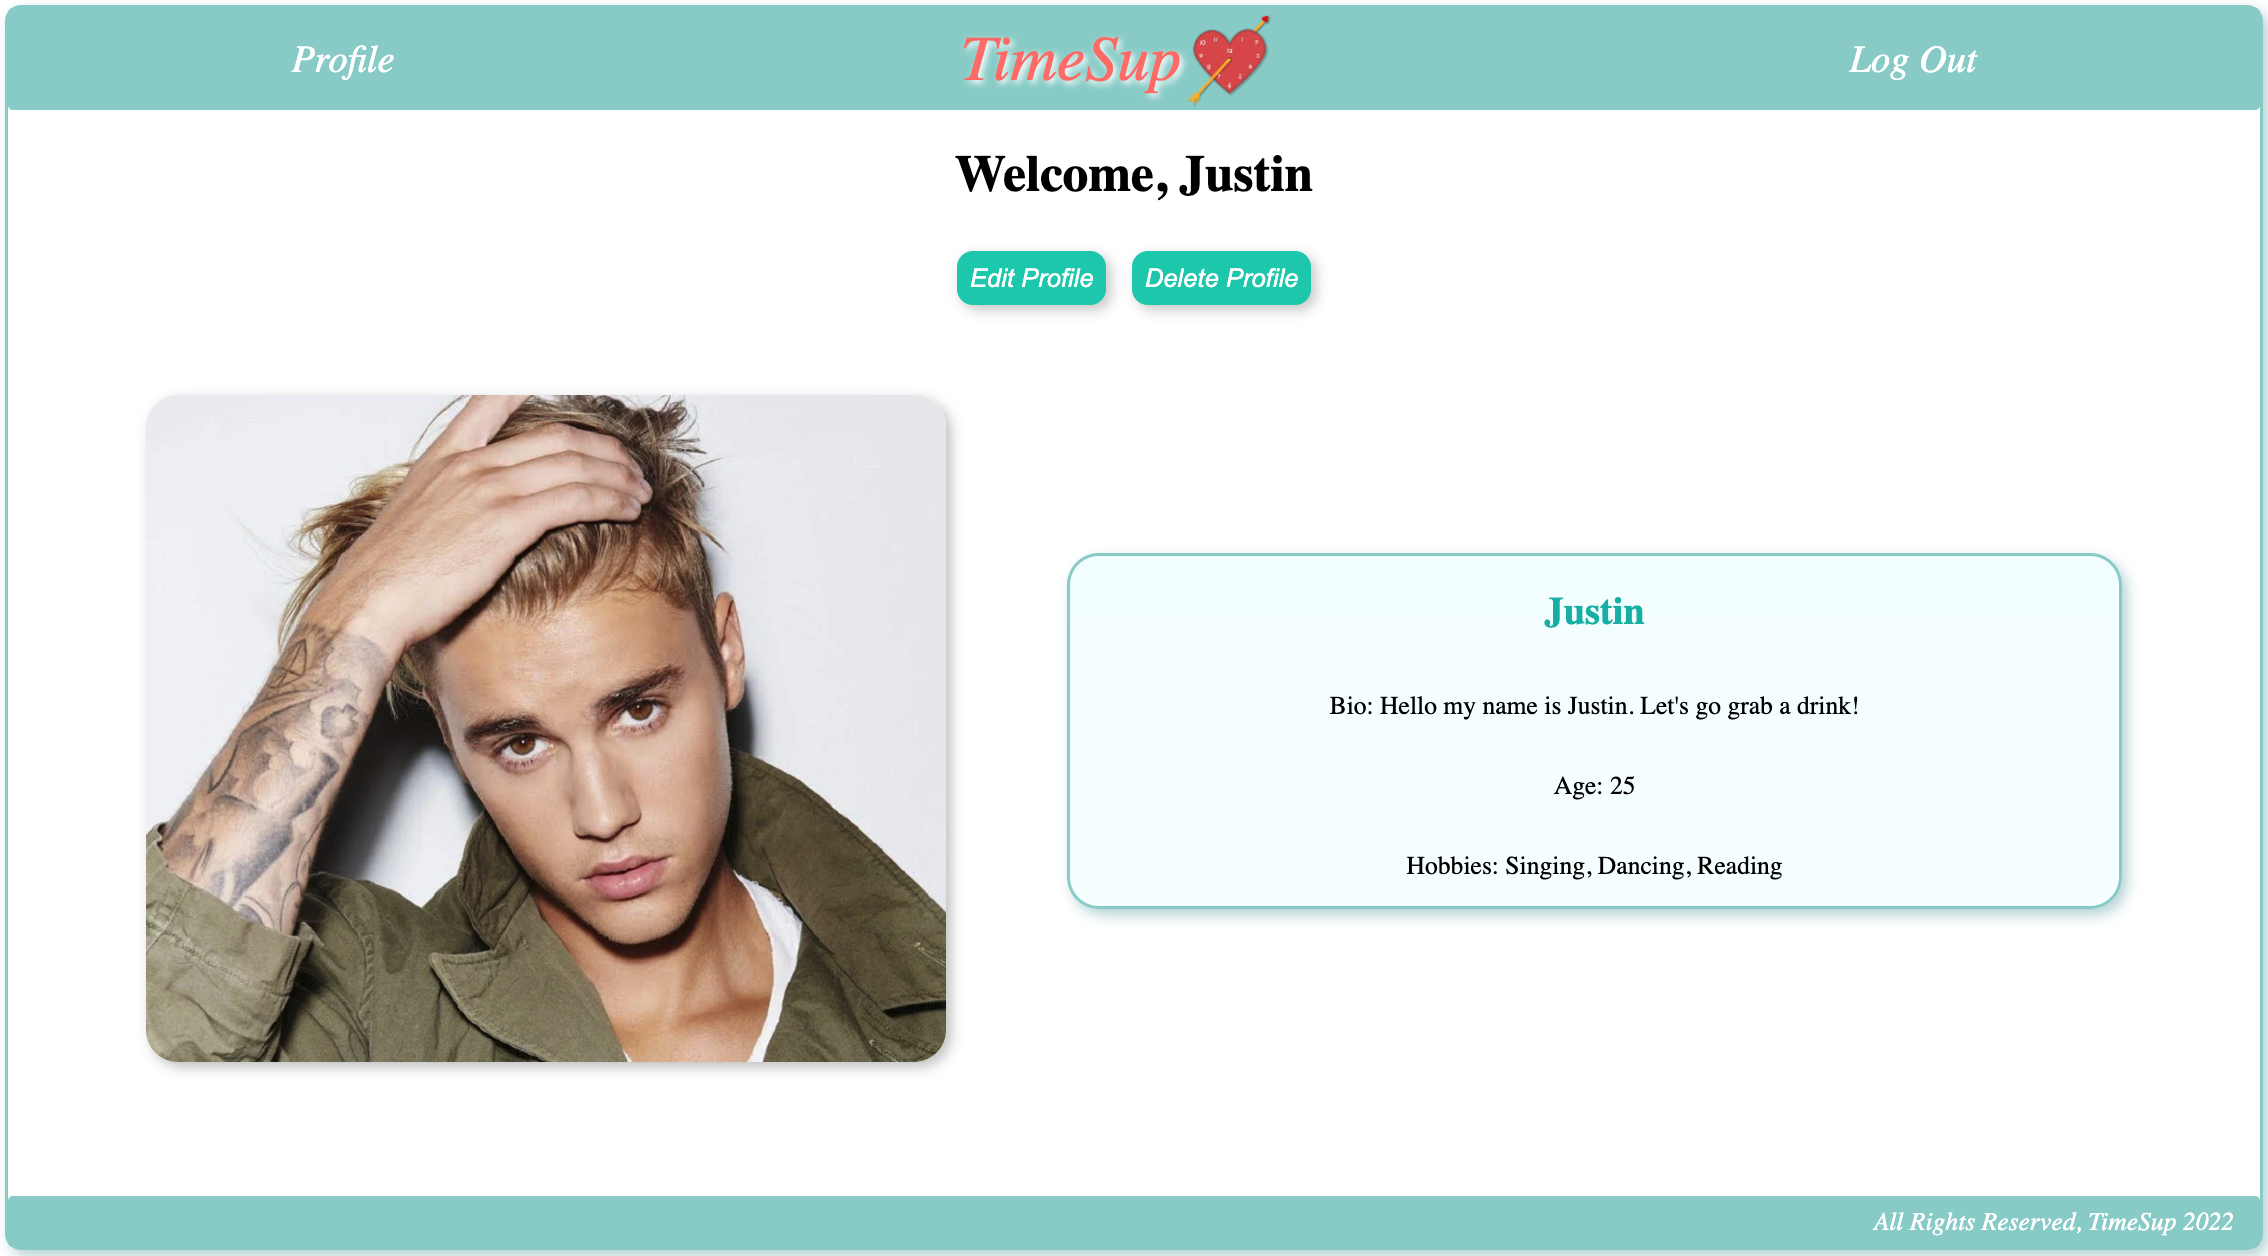 Profile
TimeSup
Log Out
Welcome, Justin
Edit Profile
Delete Profile
Justin
Bio: Hello my name is Justin. Let's go grab a drink!
Age: 25
Hobbies: Singing, Dancing, Reading
All Rights Reserved, TimeSup 2022